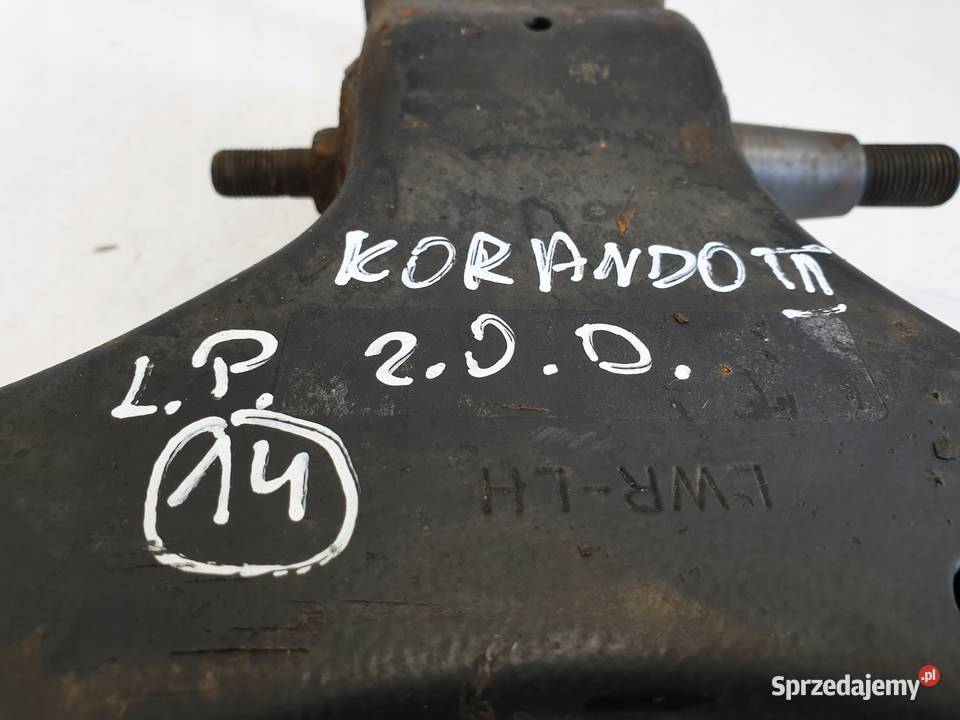 KORANDO III
L.P. 2.0.D.
14
LWR-LH
Sprzedajemy.pl